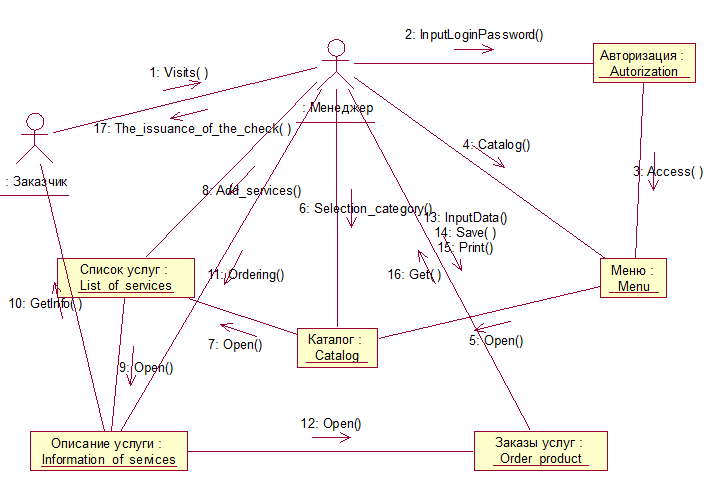 2: InputLoginPassword()
Авторизация :
Autorization
1: Visits( )
: Менеджер
17: The_issuance_of_the_check( )
4: Catalog()
3: Access( )
: Заказчик
8: Add_services()
6: Selection_category()
13: InputData()
14: Save( )
15: Print()
Список услуг :
List_of_services
11: Ordering()
16: Get( )
Меню :
Menu
10: GetInfo( )
7: Open()
Каталог :
Catalog
5: Open()
9: Open()
12: Open()
Описание услуги :
Information_of_services
Заказы услуг :
Order_product